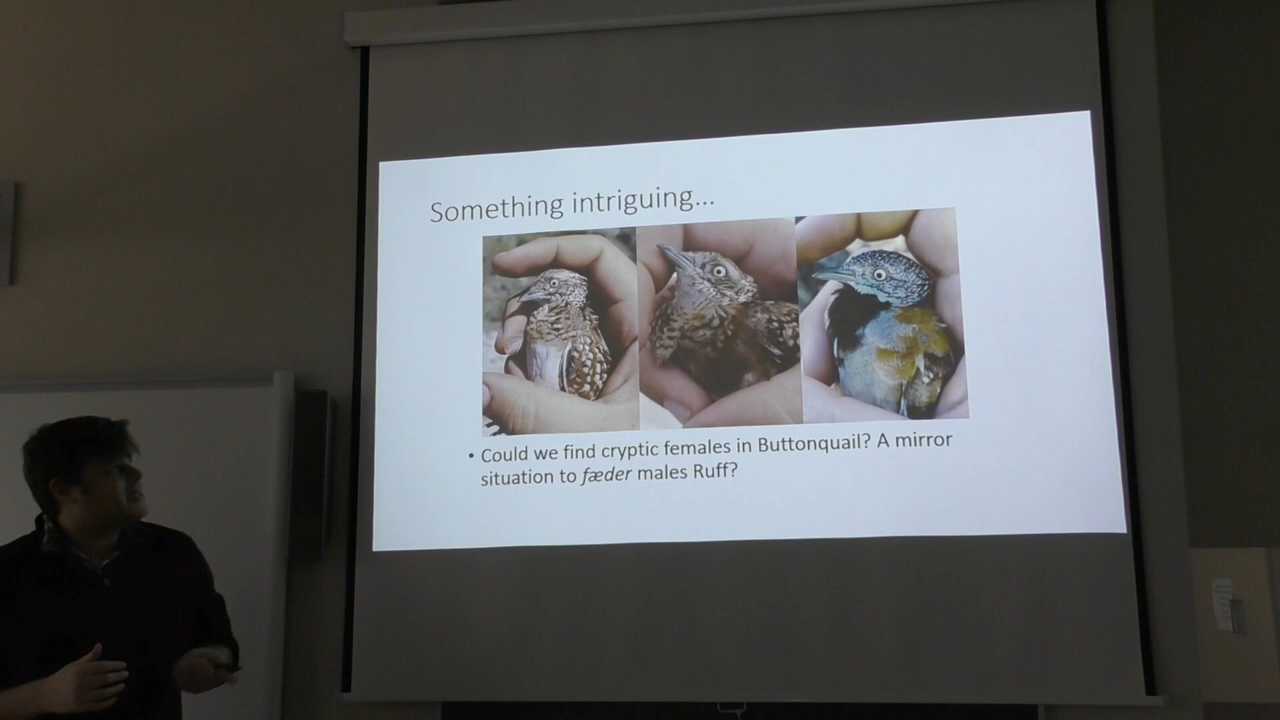 Something intriguing...
• Could we find cryptic females in Buttonquail? A mirror
situation to fæder males Ruff?